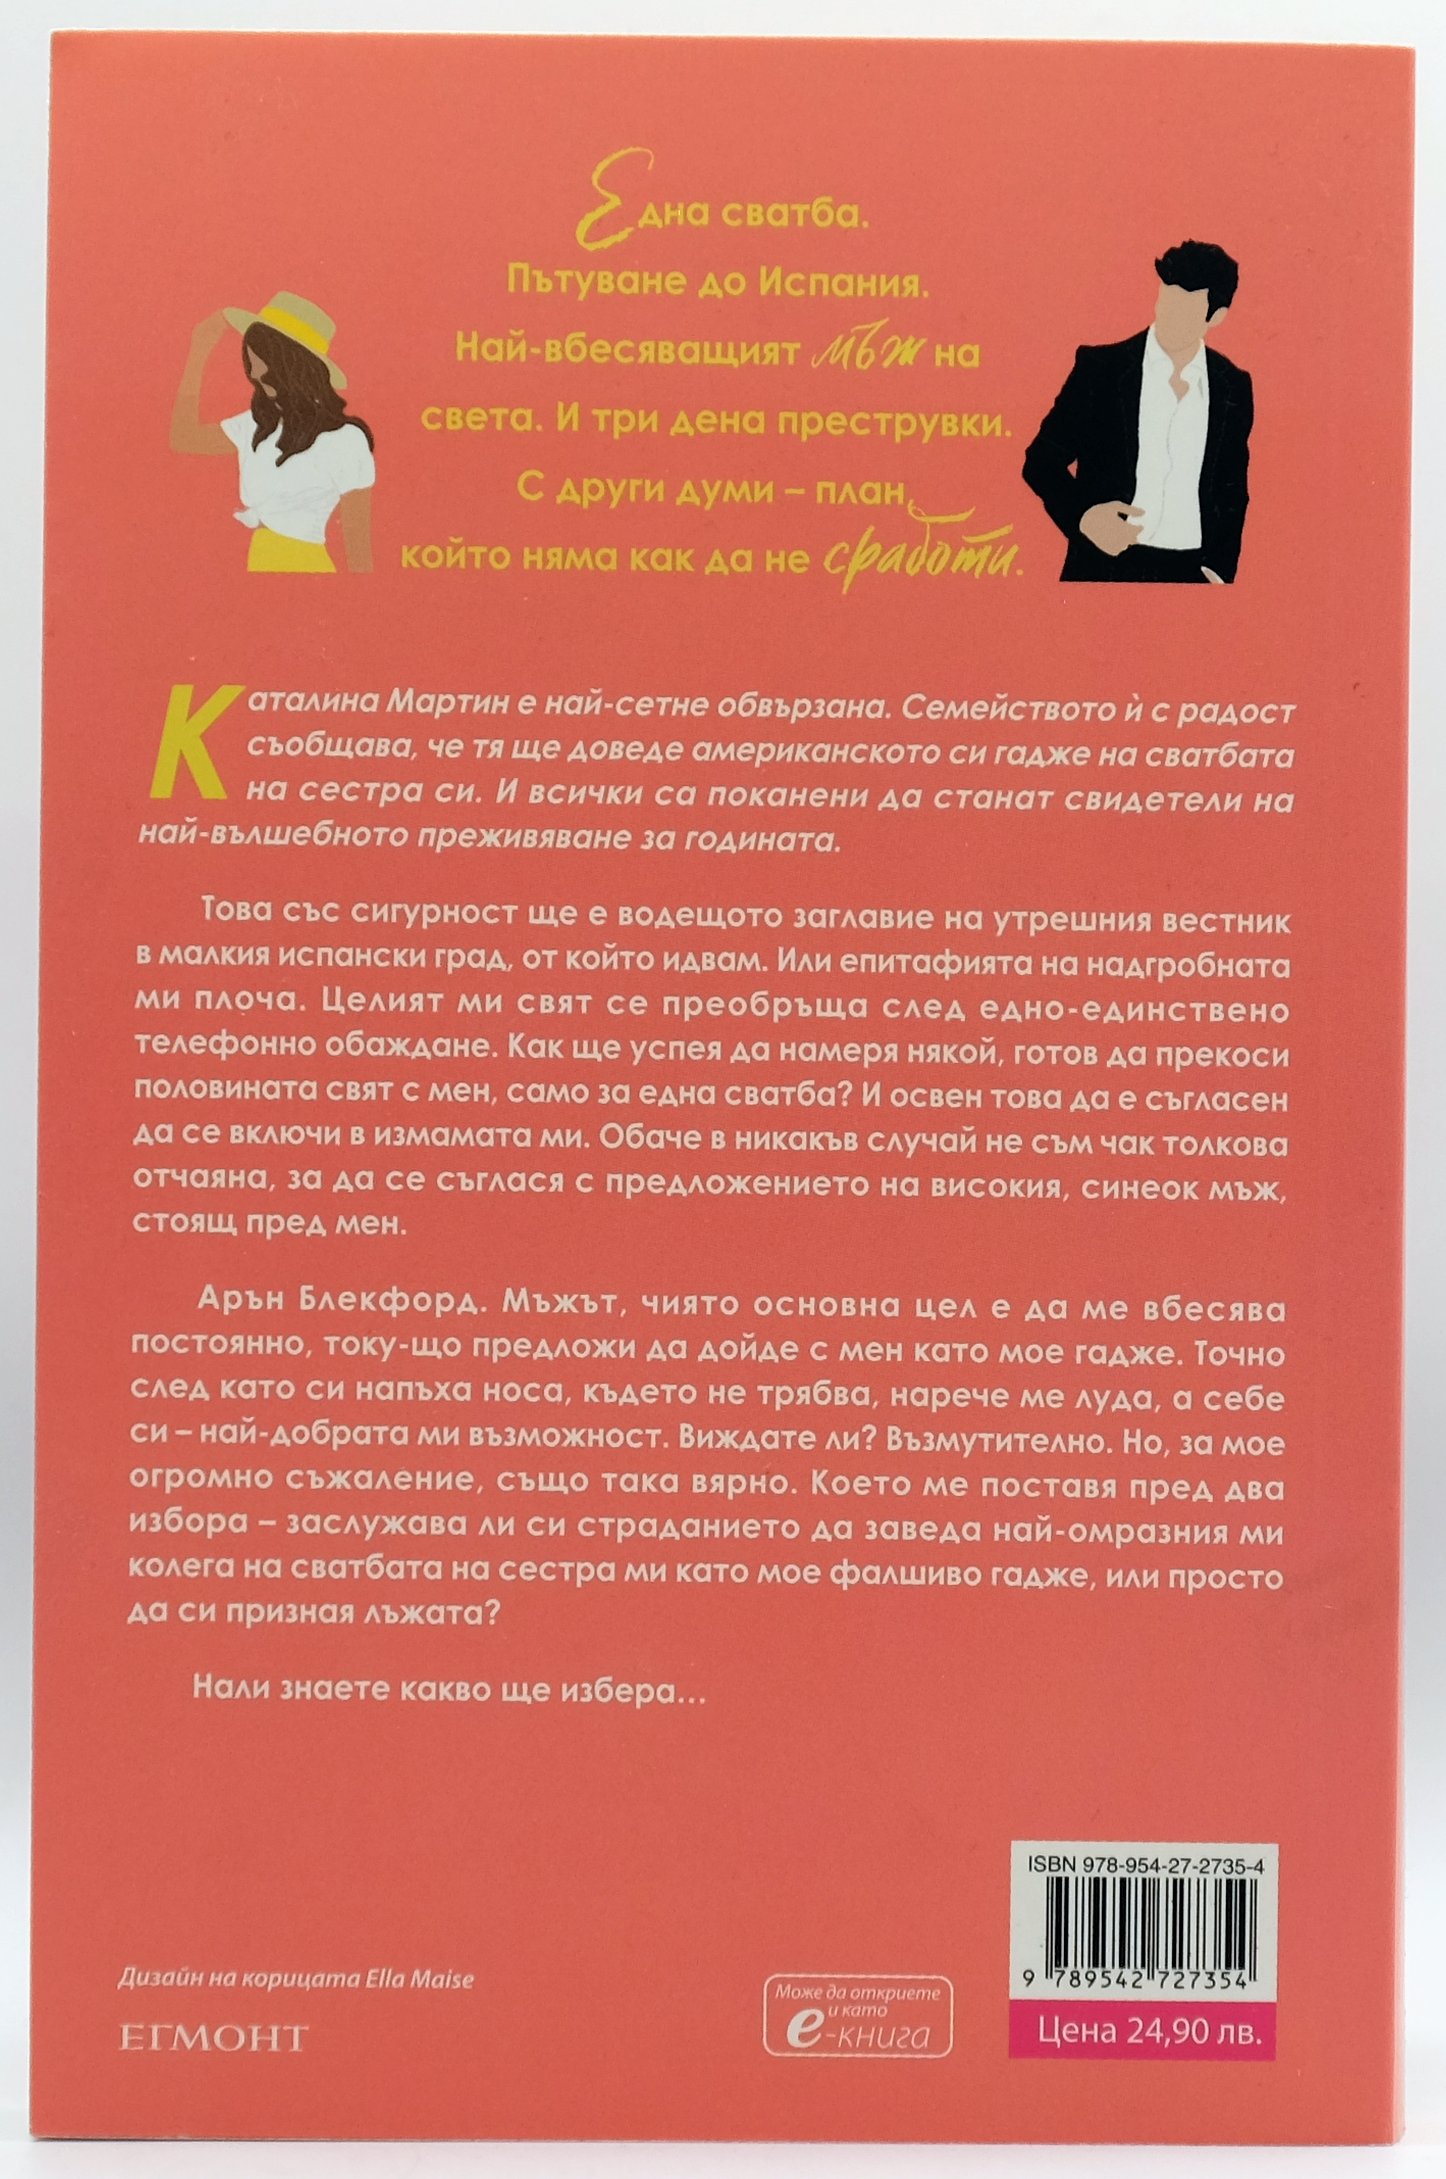 Една сватба.
Пътуване до Испания.
Най-вбесяващият мъж на
света. И три дена преструвки.
С други думи – план,
който няма как да не сработи.
Каталина Мартин е най-сетне обвързана. Семейството ѝ с радост
съобщава, че тя ще доведе американското си гадже на сватбата
на сестра си. И всички са поканени да станат свидетели на
най-вълшебното преживяване за годината.
Това със сигурност ще е водещото заглавие на утрешния вестник
в малкия испански град, от който идвам. Или епитафията на надгробната
ми плоча. Целият ми свят се преобръща след едно-единствено
телефонно обаждане. Как ще успея да намеря някой, готов да прекоси
половината свят с мен, само за една сватба? И освен това да е съгласен
да се включи в измамата ми. Обаче в никакъв случай не съм чак толкова
отчаяна, за да се съглася с предложението на високия, синеок мъж,
стоящ пред мен.
Арън Блекфорд. Мъжът, чиято основна цел е да ме вбесява
постоянно, току-що предложи да дойде с мен като мое гадже. Точно
след като си напъха носа, където не трябва, нарече ме луда, а себе
си – най-добрата ми възможност. Виждате ли? Възмутително. Но, за мое
огромно съжаление, също така вярно. Което ме поставя пред два
избора – заслужава ли си страданието да заведа най-омразния ми
колега на сватбата на сестра ми като мое фалшиво гадже, или просто
да си призная лъжата?
Нали знаете какво ще избера...
ISBN 978-954-27-2735-4
9 789542 727354
Цена 24,90 лв.
Дизайн на корицата Ella Maise
ЕГМОНТ
Може да откриете
и като
е-книга